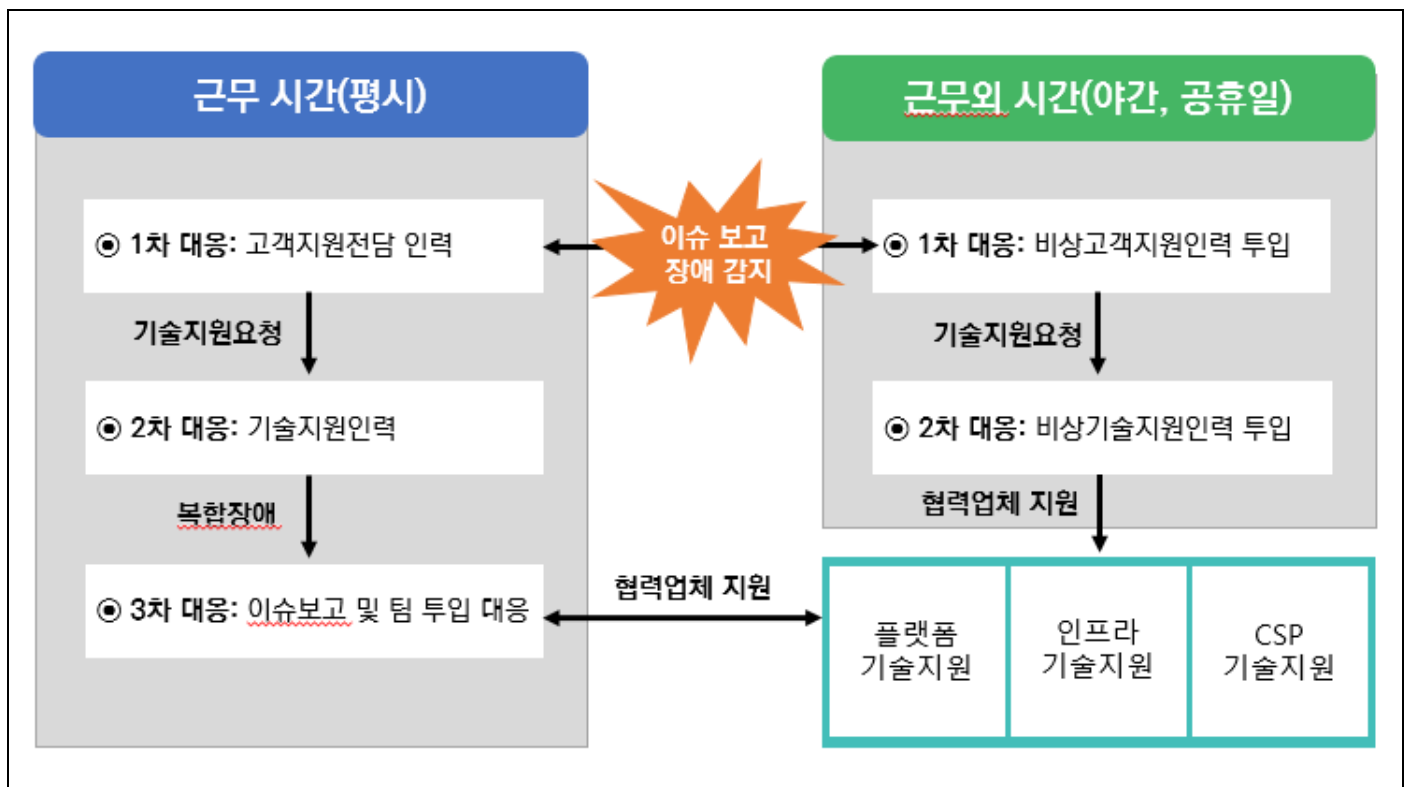 근무 시간(평시)
◉ 1차 대응: 고객지원전담 인력
기술지원요청
◉ 2차 대응: 기술지원인력
복합장애
◉ 3차 대응: 이슈보고 및 팀 투입 대응
이슈 보고
장애 감지
근무외 시간(야간, 공휴일)
◉ 1차 대응: 비상고객지원인력 투입
기술지원요청
◉ 2차 대응: 비상기술지원인력 투입
협력업체 지원
협력업체 지원
플랫폼
기술지원
인프라
기술지원
CSP
기술지원